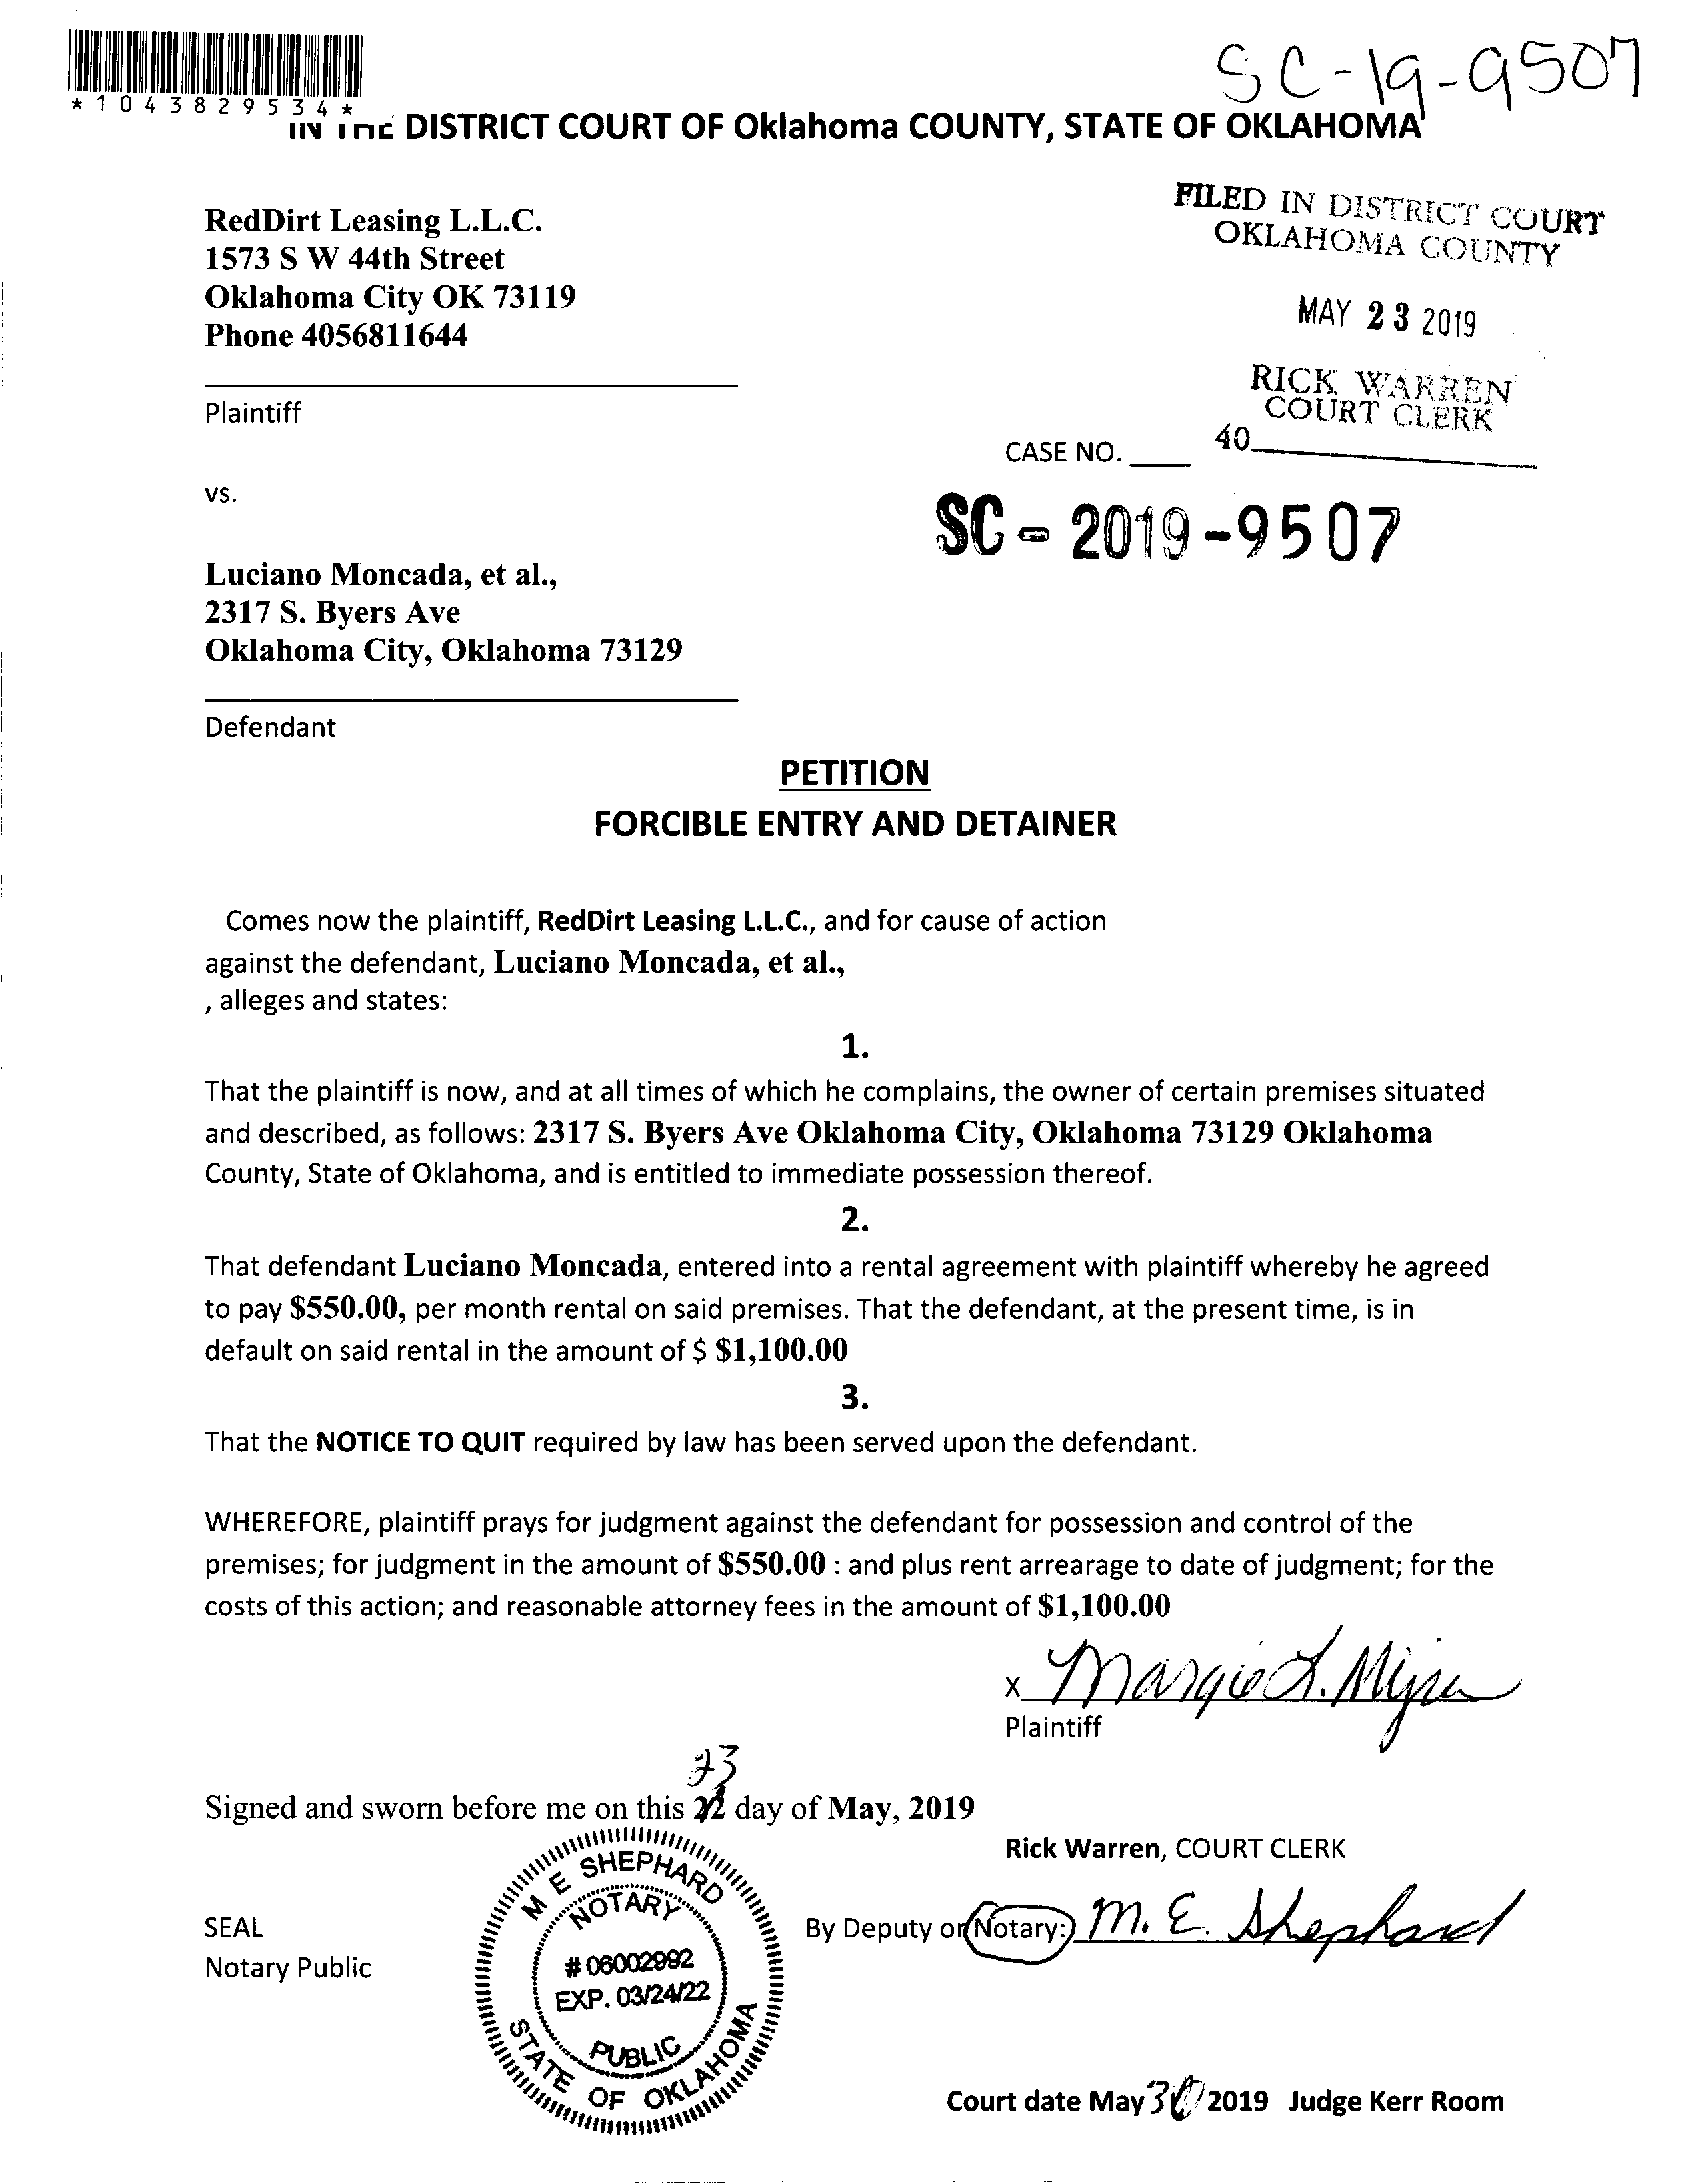 *1043829534*
SC-19-9507
IN THE DISTRICT COURT OF Oklahoma COUNTY, STATE OF OKLAHOMA
FILED IN DISTRICT COURT
OKLAHOMA COUNTY
MAY 23 2019
RICK WARREN
COURT CLERK
40
RedDirt Leasing L.L.C.
1573 S W 44th Street
Oklahoma City OK 73119
Phone 4056811644
Plaintiff
CASE NO. ____
vs.
SC - 2019 - 9507
Luciano Moncada, et al.,
2317 S. Byers Ave
Oklahoma City, Oklahoma 73129
Defendant
PETITION
FORCIBLE ENTRY AND DETAINER
Comes now the plaintiff, RedDirt Leasing L.L.C., and for cause of action
against the defendant, Luciano Moncada, et al.,
, alleges and states:
1.
That the plaintiff is now, and at all times of which he complains, the owner of certain premises situated
and described, as follows: 2317 S. Byers Ave Oklahoma City, Oklahoma 73129 Oklahoma
County, State of Oklahoma, and is entitled to immediate possession thereof.
2.
That defendant Luciano Moncada, entered into a rental agreement with plaintiff whereby he agreed
to pay $550.00, per month rental on said premises. That the defendant, at the present time, is in
default on said rental in the amount of $ $1,100.00
3.
That the NOTICE TO QUIT required by law has been served upon the defendant.
WHEREFORE, plaintiff prays for judgment against the defendant for possession and control of the
premises; for judgment in the amount of $550.00 : and plus rent arrearage to date of judgment; for the
costs of this action; and reasonable attorney fees in the amount of $1,100.00
x Margie L.
Plaintiff
23
Signed and sworn before me on this 22 day of May, 2019
Rick Warren, COURT CLERK
M E SHEPHARD
NOTARY
# 06002992
EXP. 03/24/22
PUBLIC
STATE OF OKLAHOMA
SEAL
By Deputy or Notary: M. E. Shephard
Notary Public
Court date May 30 2019 Judge Kerr Room